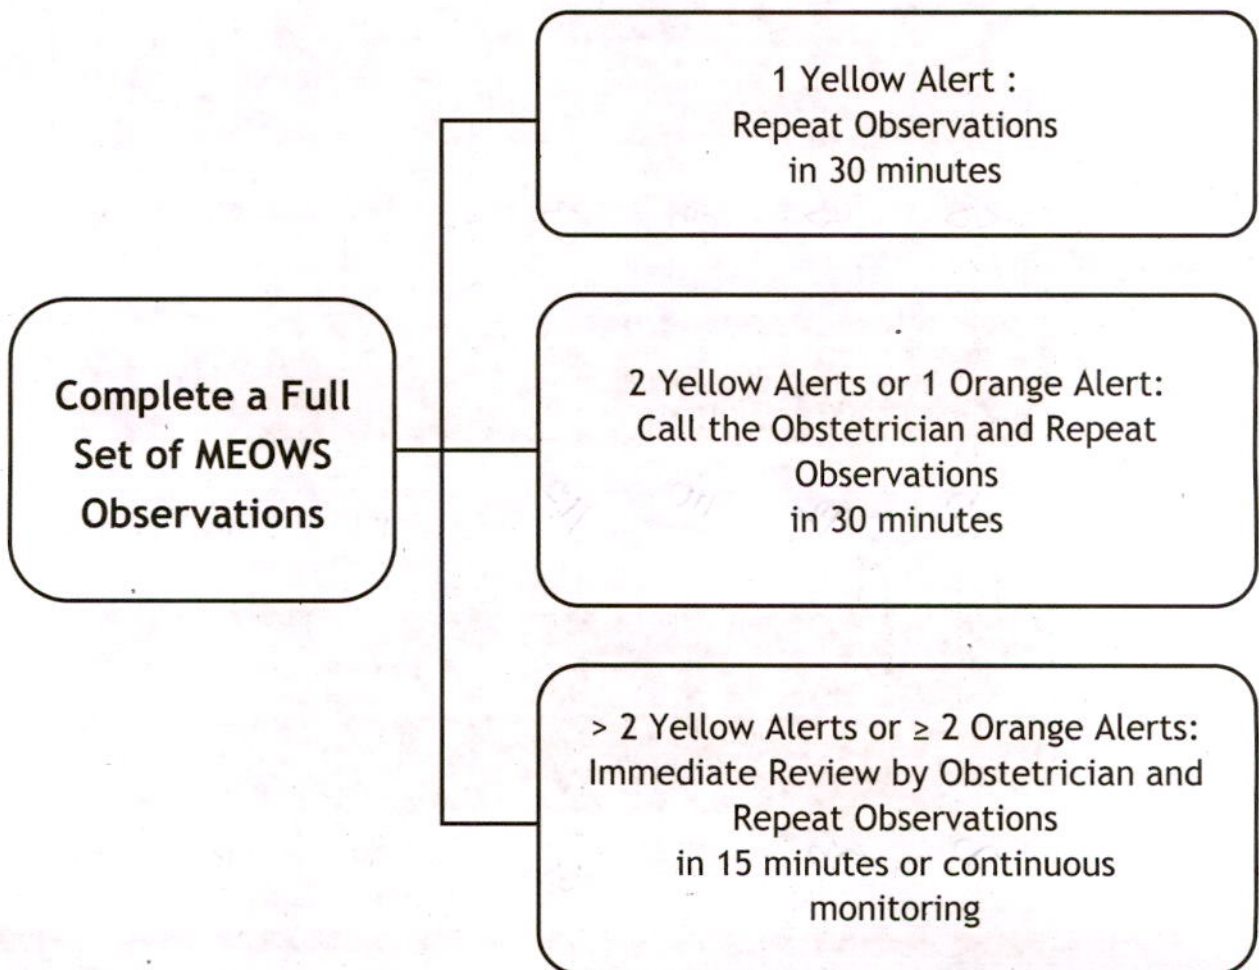 Complete a Full
Set of MEOWS
Observations
1 Yellow Alert :
Repeat Observations
in 30 minutes
2 Yellow Alerts or 1 Orange Alert:
Call the Obstetrician and Repeat
Observations
in 30 minutes
> 2 Yellow Alerts or ≥ 2 Orange Alerts:
Immediate Review by Obstetrician and
Repeat Observations
in 15 minutes or continuous
monitoring